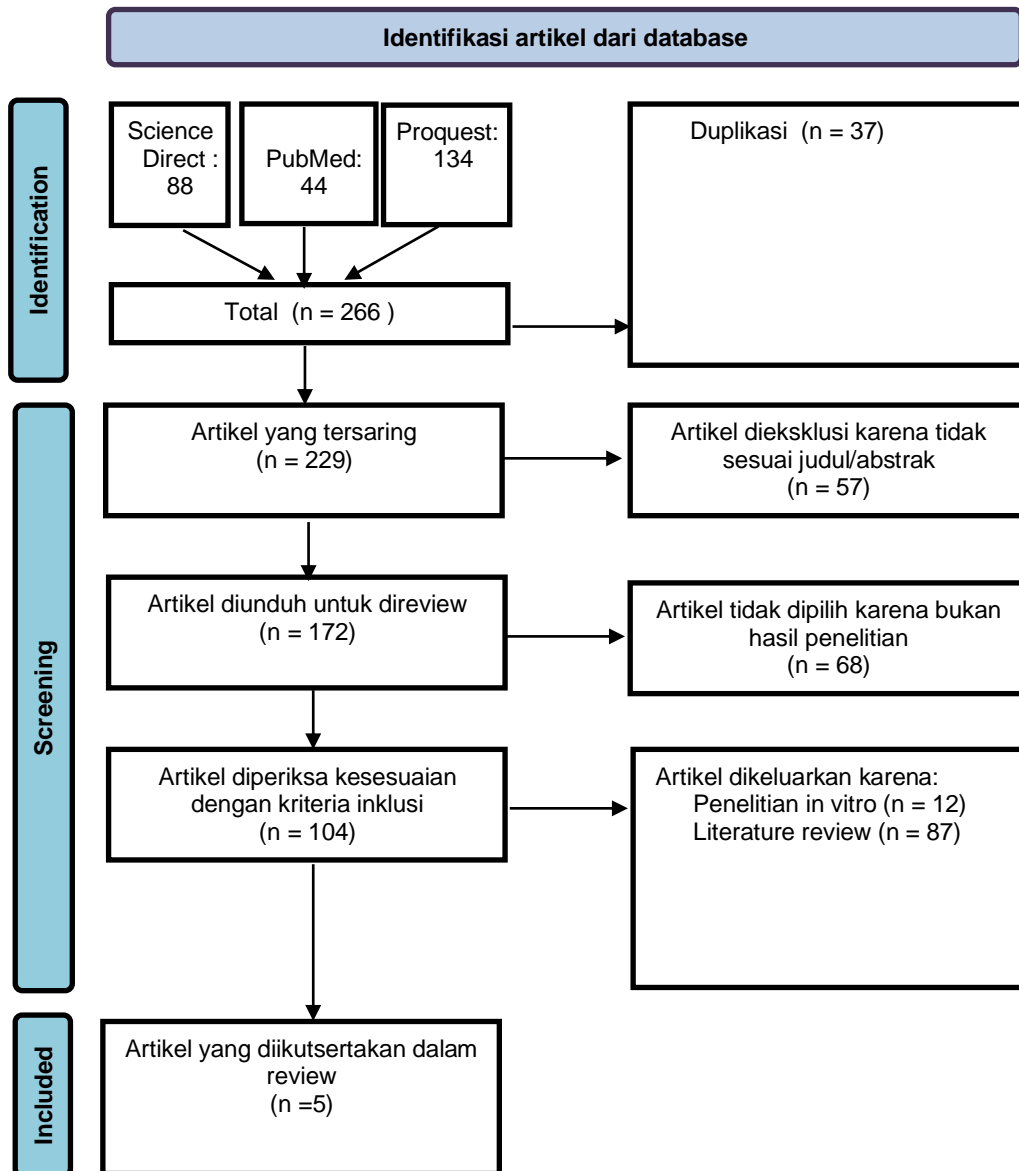 Identifikasi artikel dari database
Identification
Science
Direct :
88
PubMed:
44
Proquest:
134
Duplikasi (n = 37)
Total (n = 266 )
Screening
Artikel yang tersaring
(n = 229)
Artikel dieksklusi karena tidak
sesuai judul/abstrak
(n = 57)
Artikel diunduh untuk direview
(n = 172)
Artikel tidak dipilih karena bukan
hasil penelitian
(n = 68)
Artikel diperiksa kesesuaian
dengan kriteria inklusi
(n = 104)
Artikel dikeluarkan karena:
Penelitian in vitro (n = 12)
Literature review (n = 87)
Included
Artikel yang diikutsertakan dalam
review
(n =5)